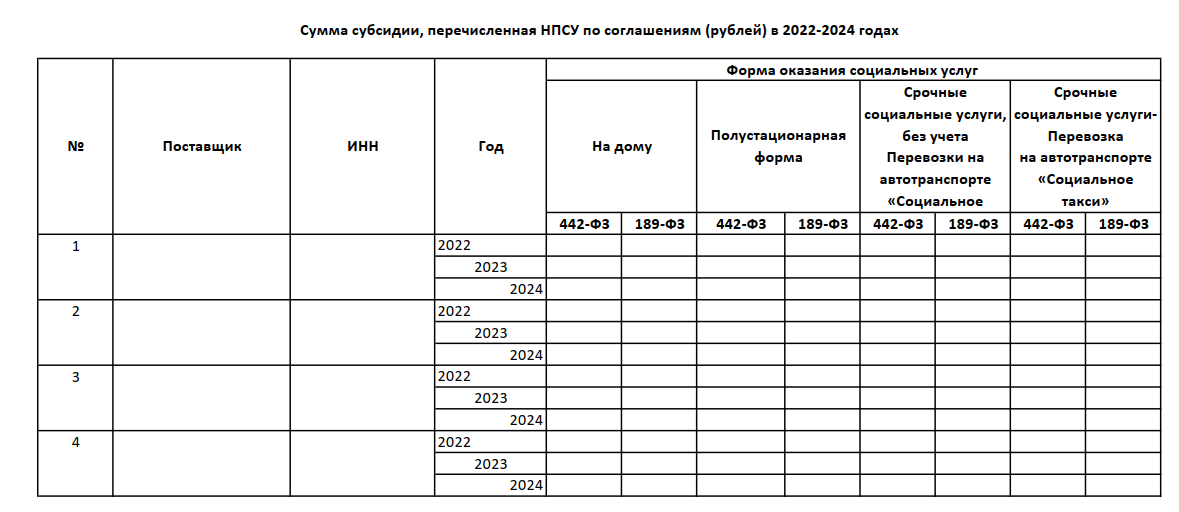 Сумма субсидии, перечисленная НПСУ по соглашениям (рублей) в 2022-2024 годах
№
Поставщик
ИНН
Год
Форма оказания социальных услуг
На дому
Полустационарная
форма
Срочные
социальные услуги,
без учета
Перевозки на
автотранспорте
«Социальное
Срочные
социальные услуги-
Перевозка
на автотранспорте
«Социальное
такси»
442-ФЗ 189-ФЗ 442-ФЗ 189-ФЗ 442-ФЗ 189-ФЗ 442-ФЗ 189-ФЗ
1 2022
2023
2024
2 2022
2023
2024
3 2022
2023
2024
4 2022
2023
2024